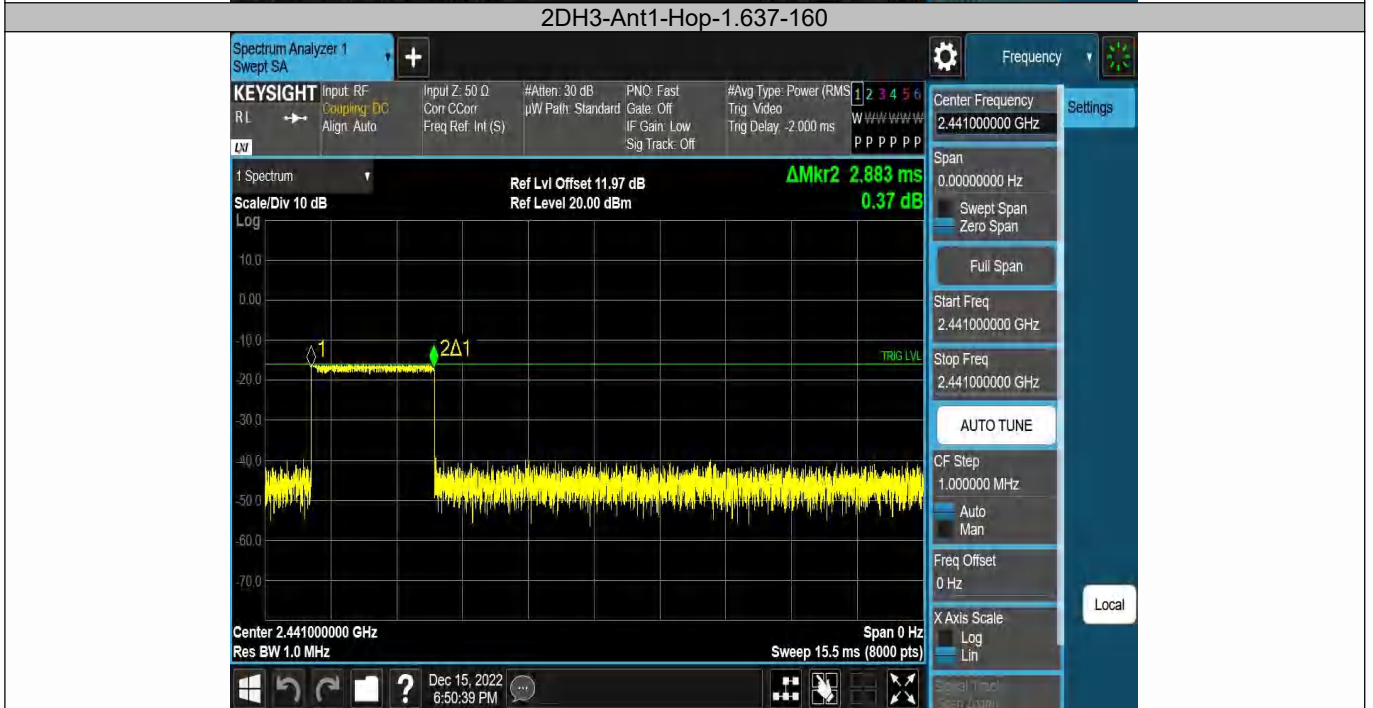 2DH3-Ant1-Hop-1.637-160
Spectrum Analyzer 1
Swept SA
Frequency
KEYSIGHT
R L
LXI
Input: RF
Coupling: DC
Align: Auto
Input Z: 50 Ω
Corr CCorr
Freq Ref: Int (S)
#Atten: 30 dB
µW Path: Standard
PNO: Fast
Gate: Off
IF Gain: Low
Sig Track: Off
#Avg Type: Power (RMS
Trig: Video
Trig Delay: -2.000 ms
1 2 3 4 5 6
W W W W W W
P P P P P P
1 Spectrum
Scale/Div 10 dB
Log
Ref Lvl Offset 11.97 dB
Ref Level 20.00 dBm
ΔMkr2 2.883 ms
0.37 dB
10.0
0.00
-10.0
-20.0
-30.0
-40.0
-50.0
-60.0
-70.0
1
2Δ1
TRIG LVL
Center 2.441000000 GHz
Res BW 1.0 MHz
Span 0 Hz
Sweep 15.5 ms (8000 pts)
Center Frequency
2.441000000 GHz
Settings
Span
0.00000000 Hz
Swept Span
Zero Span
Full Span
Start Freq
2.441000000 GHz
Stop Freq
2.441000000 GHz
AUTO TUNE
CF Step
1.000000 MHz
Auto
Man
Freq Offset
0 Hz
X Axis Scale
Log
Lin
Local
Signal Track
Dec 15, 2022
6:50:39 PM